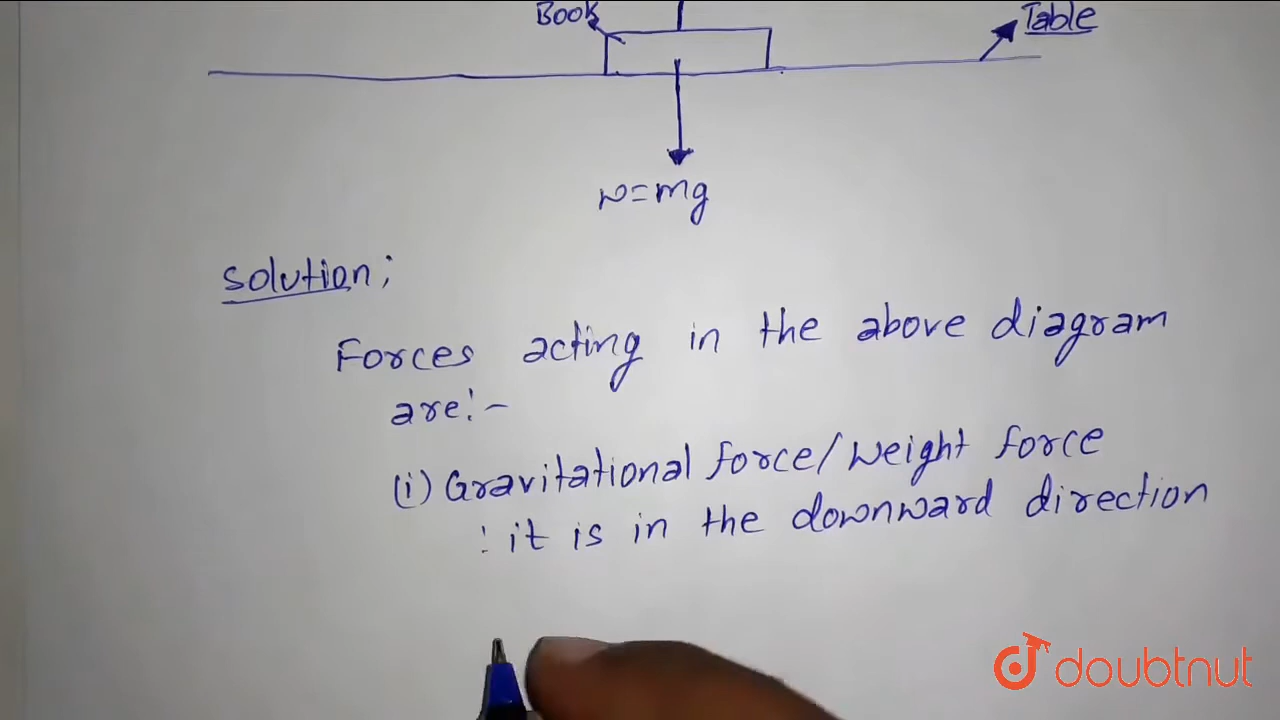 Book
Table
w=mg
Solution;
Forces acting in the above diagram
are:-
(i) Gravitational force/Weight force
: it is in the downward direction
doubtnut